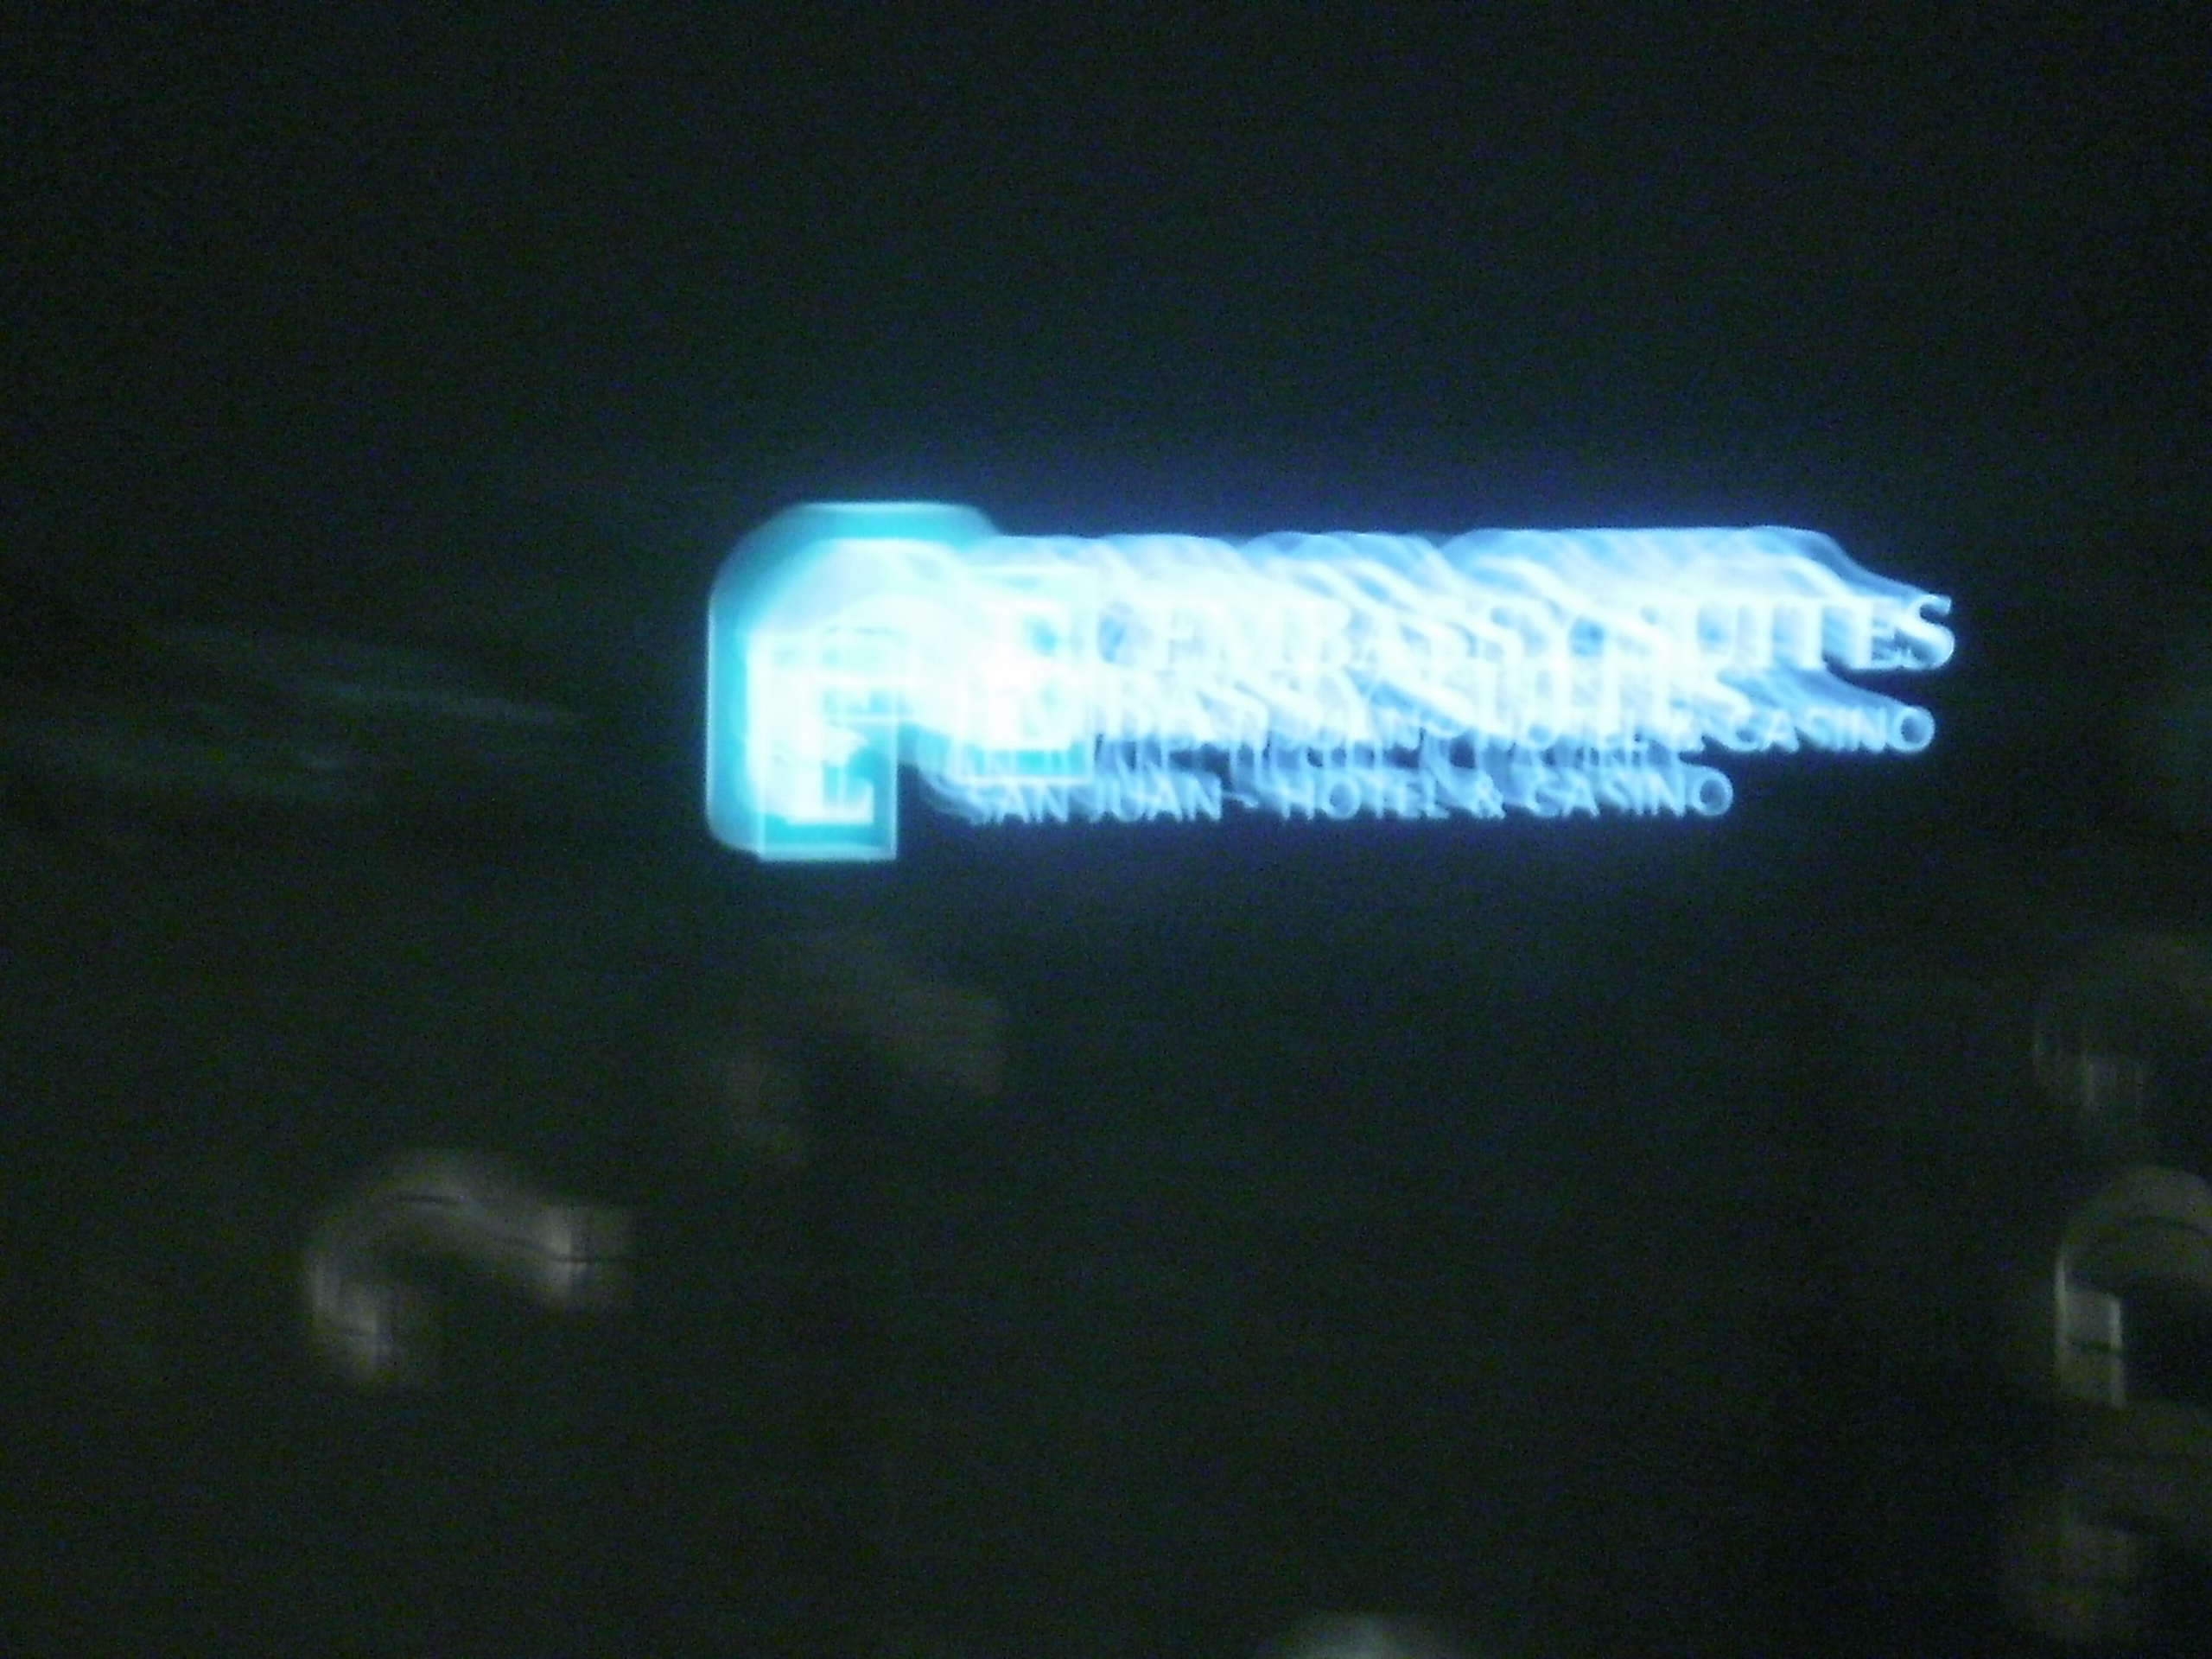 E EMBASSY SUITES
SAN JUAN - HOTEL & CASINO